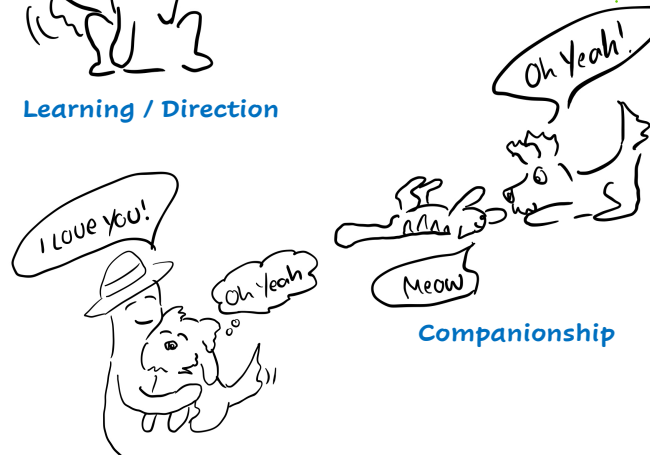 Oh Yeah!
Learning / Direction
I Love You!
Oh Yeah
Meow
Companionship